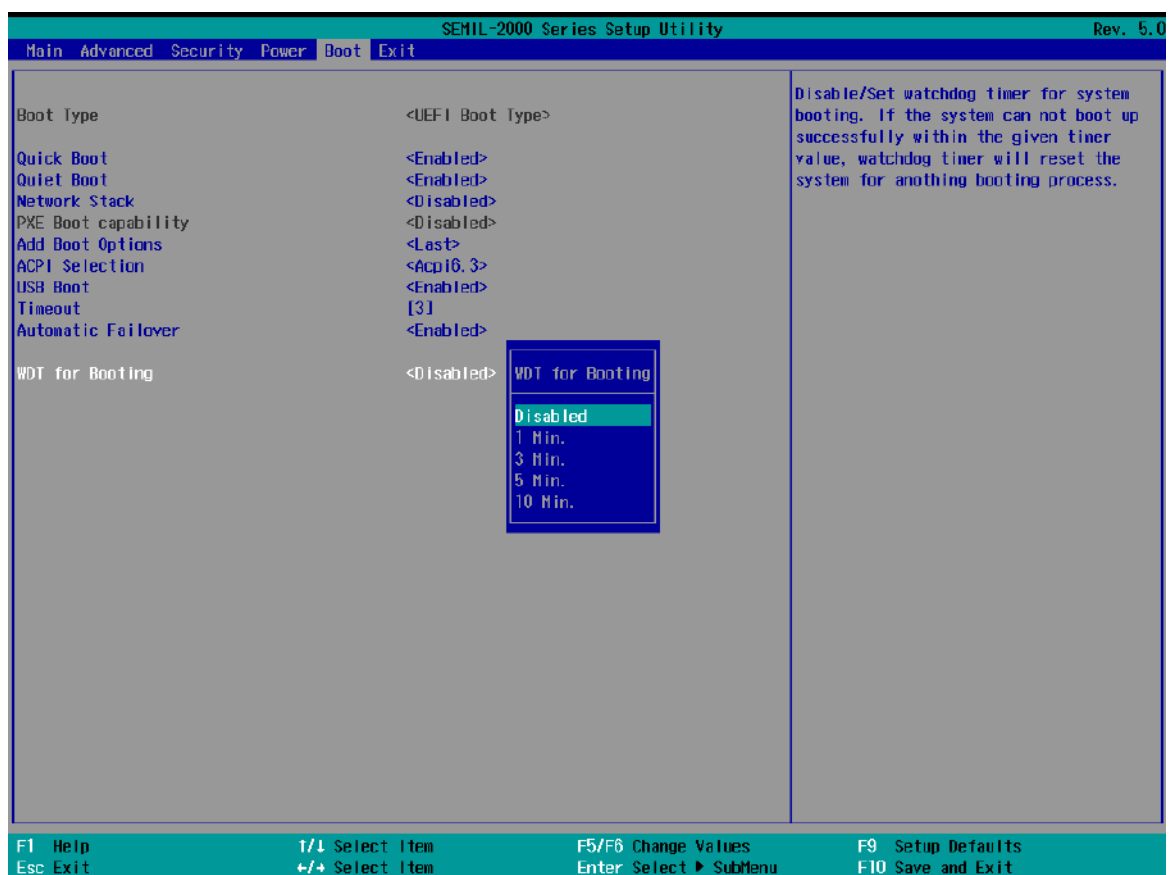 SEMIL-2000 Series Setup Utility Rev. 5.0
Main Advanced Security Power Boot Exit
Boot Type <UEFI Boot Type>
Quick Boot <Enabled>
Quiet Boot <Enabled>
Network Stack <Disabled>
PXE Boot capability <Disabled>
Add Boot Options <Last>
ACPI Selection <Acpi6.3>
USB Boot <Enabled>
Timeout [3]
Automatic Failover <Enabled>
WDT for Booting <Disabled>
WDT for Booting
Disabled
1 Min.
3 Min.
5 Min.
10 Min.
Disable/Set watchdog timer for system
booting. If the system can not boot up
successfully within the given timer
value, watchdog timer will reset the
system for anothing booting process.
F1 Help ↑/↓ Select Item F5/F6 Change Values F9 Setup Defaults
Esc Exit ←/→ Select Item Enter Select ▶ SubMenu F10 Save and Exit